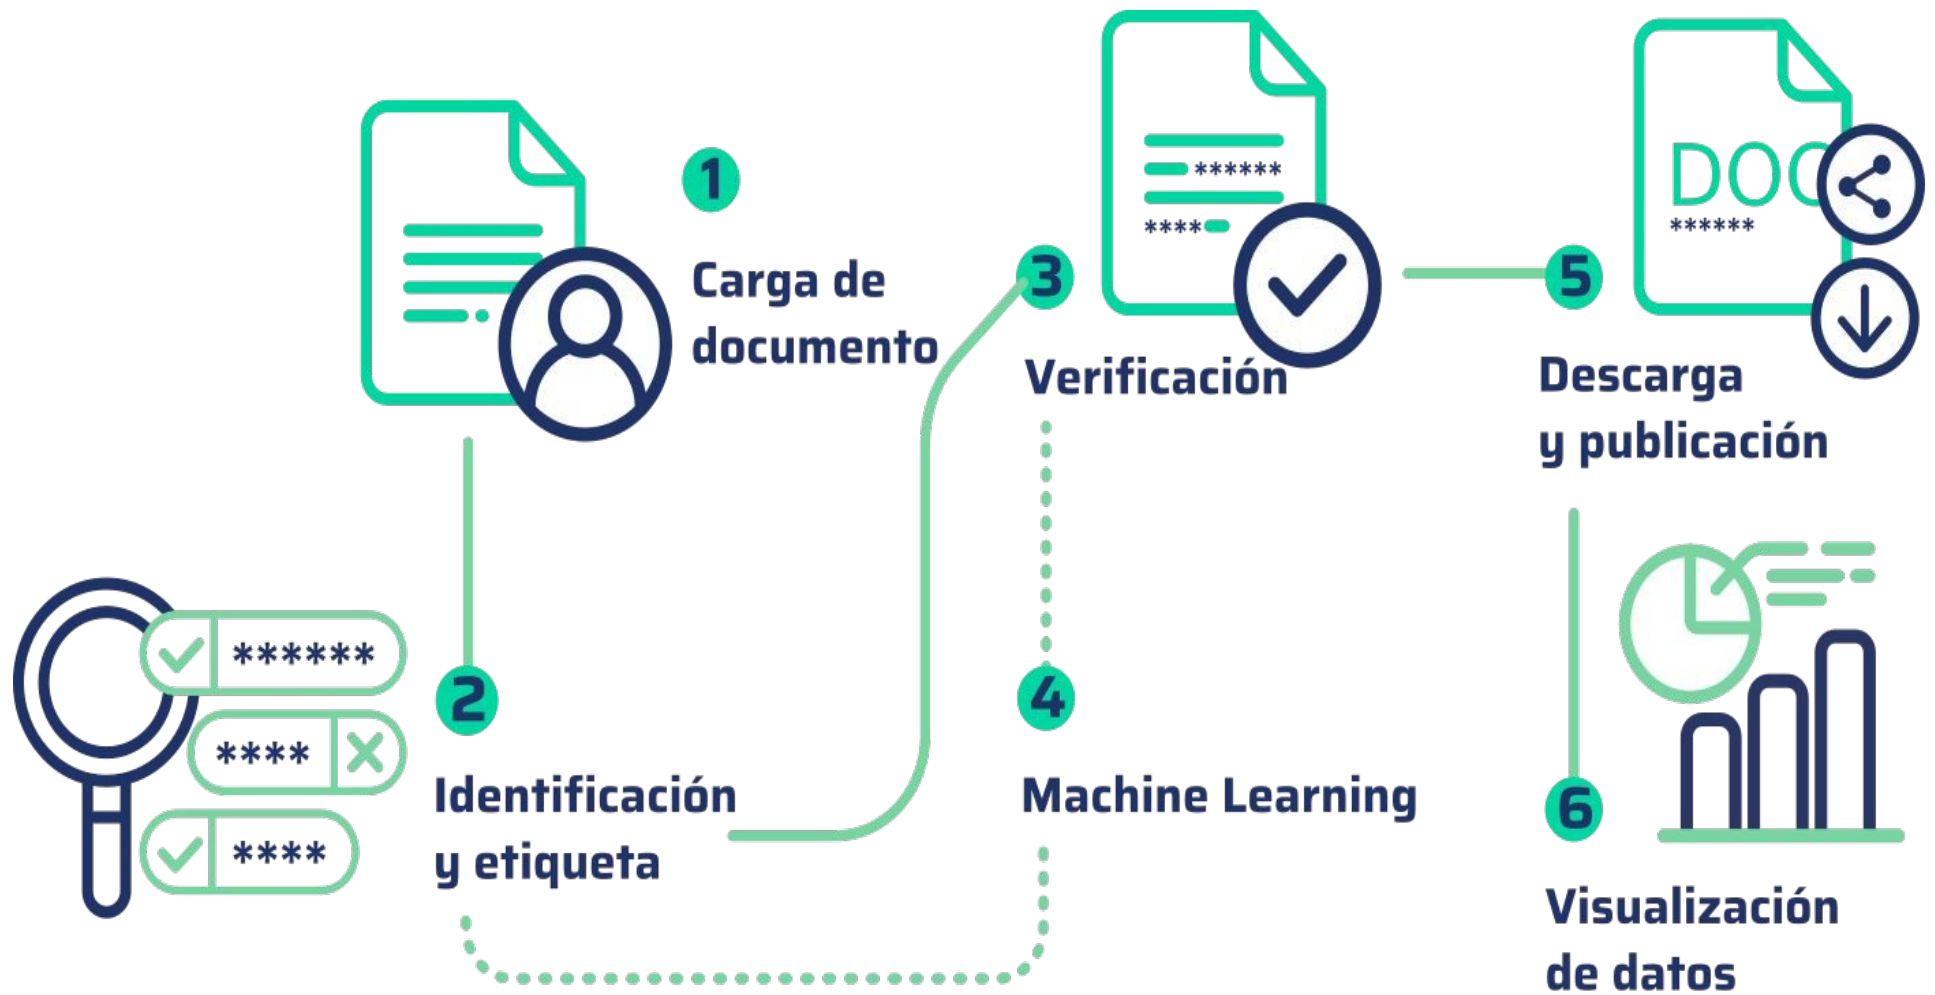 1
Carga de
documento
2
Identificación
y etiqueta
******
****
****
3
Verificación
******
****
4
Machine Learning
5
Descarga
y publicación
DOC
******
6
Visualización
de datos